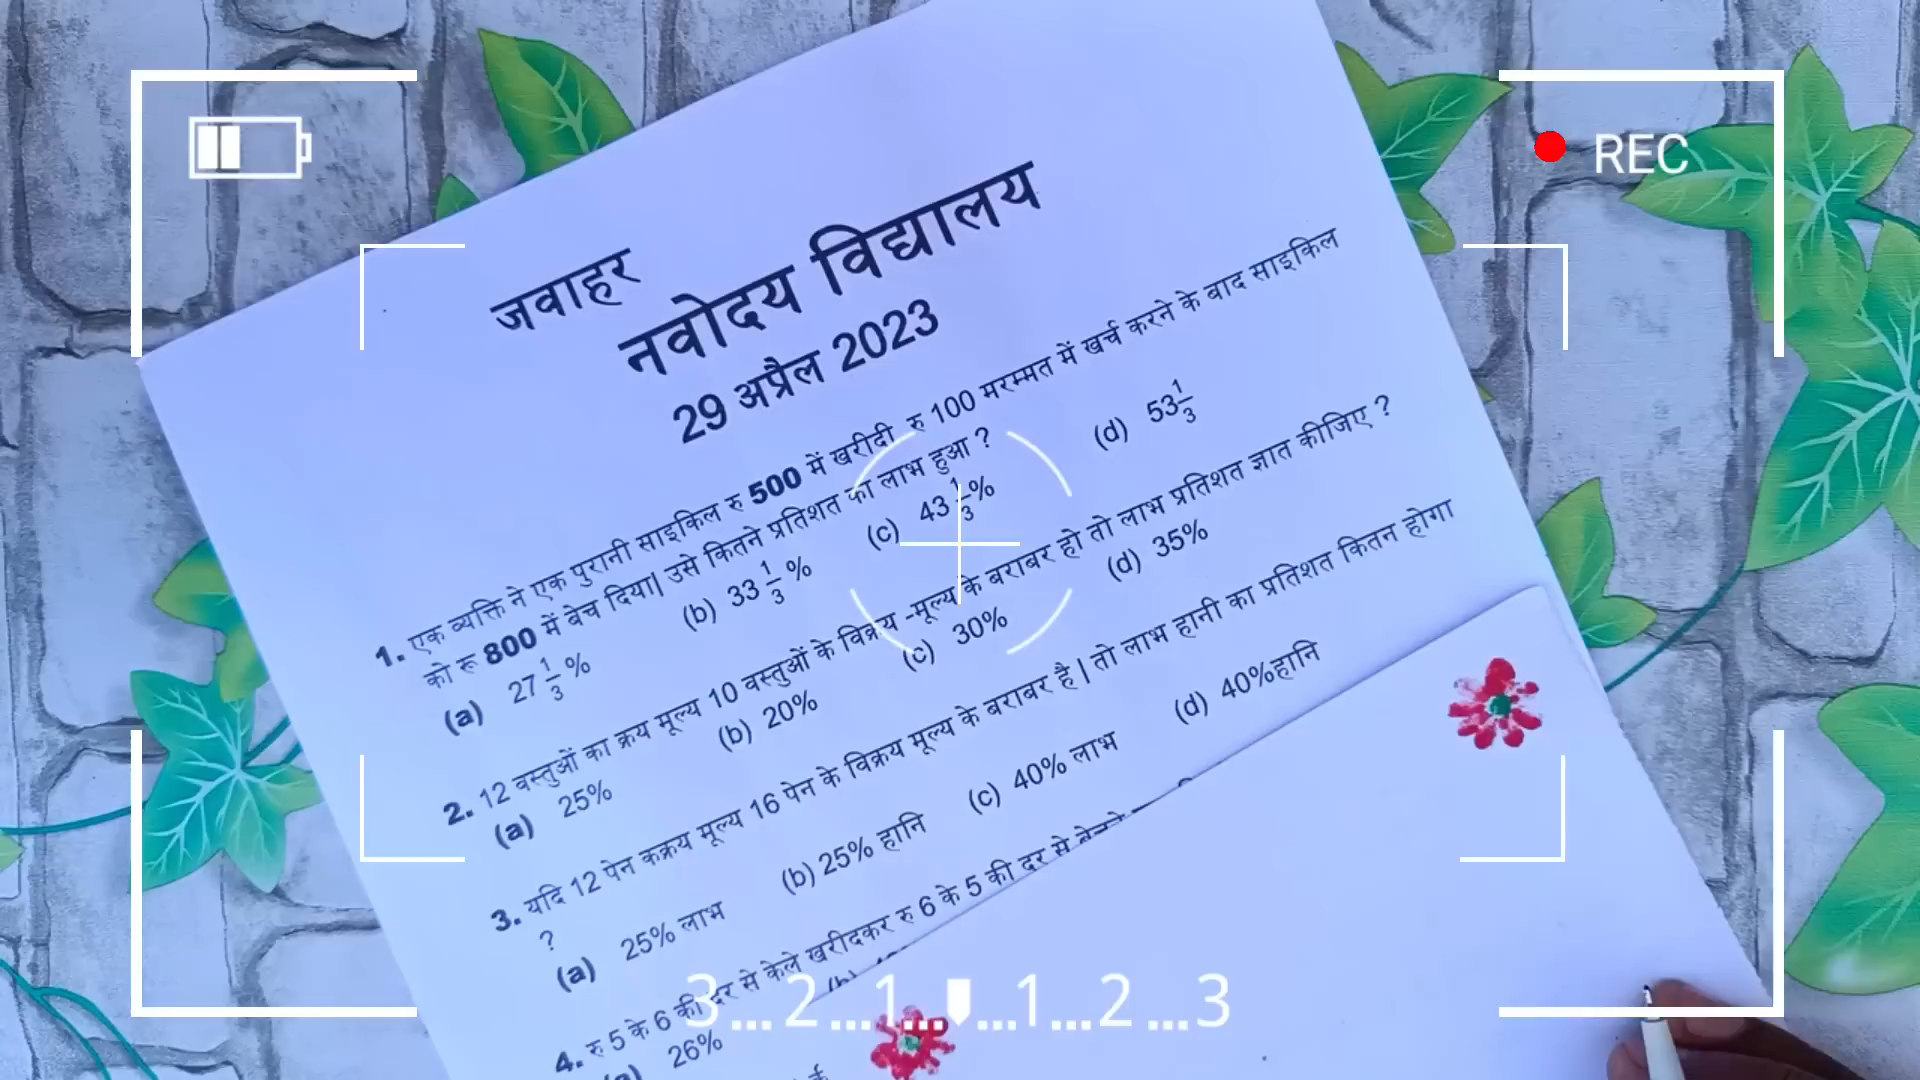 REC
जवाहर
नवोदय विद्यालय
29 अप्रैल 2023
1. एक व्यक्ति ने एक पुरानी साइकिल रु 500 में खरीदी रु 100 मरम्मत में खर्च करने के बाद साइकिल
को रू 800 में बेच दिया| उसे कितने प्रतिशत का लाभ हुआ ?
(a) 27 1/3 % (b) 33 1/3 % (c) 43 1/3 % (d) 53 1/3
2. 12 वस्तुओं का क्रय मूल्य 10 वस्तुओं के विक्रय -मूल्य के बराबर हो तो लाभ प्रतिशत ज्ञात कीजिए ?
(a) 25% (b) 20% (c) 30% (d) 35%
3. यदि 12 पेन कक्रय मूल्य 16 पेन के विक्रय मूल्य के बराबर है | तो लाभ हानी का प्रतिशत कितन होगा
?
(a) 25% लाभ (b) 25% हानि (c) 40% लाभ (d) 40%हानि
4. रु 5 के 6 की दर से केले खरीदकर रु 6 के 5 की दर से बेचने
26%
3...2...1... ...1...2...3